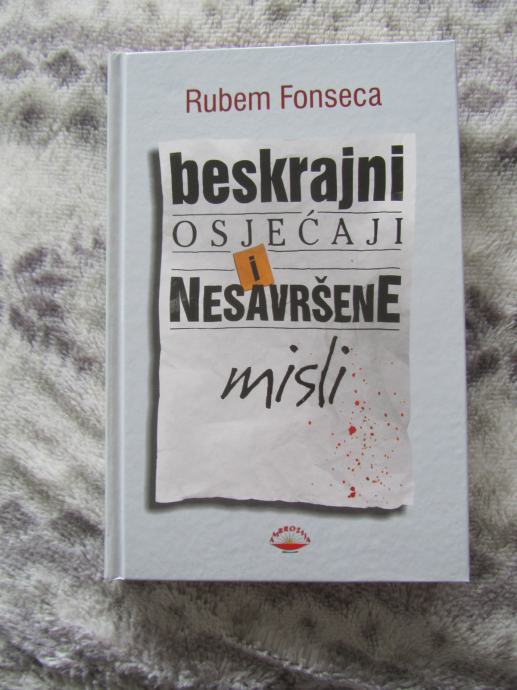 Rubem Fonseca
beskrajni
OSJEĆAJI
i
NESAVRŠENE
misli